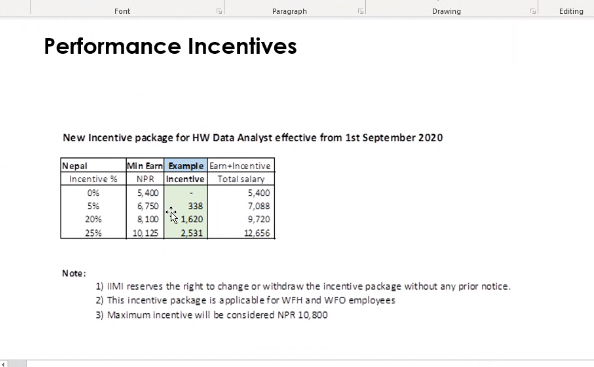 Font Paragraph Drawing Editing
Performance Incentives
New Incentive package for HW Data Analyst effective from 1st September 2020
Nepal Min Earn Example Earn+Incentive
Incentive % NPR Incentive Total salary
0% 5,400 - 5,400
5% 6,750 338 7,088
20% 8,100 1,620 9,720
25% 10,125 2,531 12,656
Note:
1) IIMI reserves the right to change or withdraw the incentive package without any prior notice.
2) This incentive package is applicable for WFH and WFO employees
3) Maximum incentive will be considered NPR 10,800